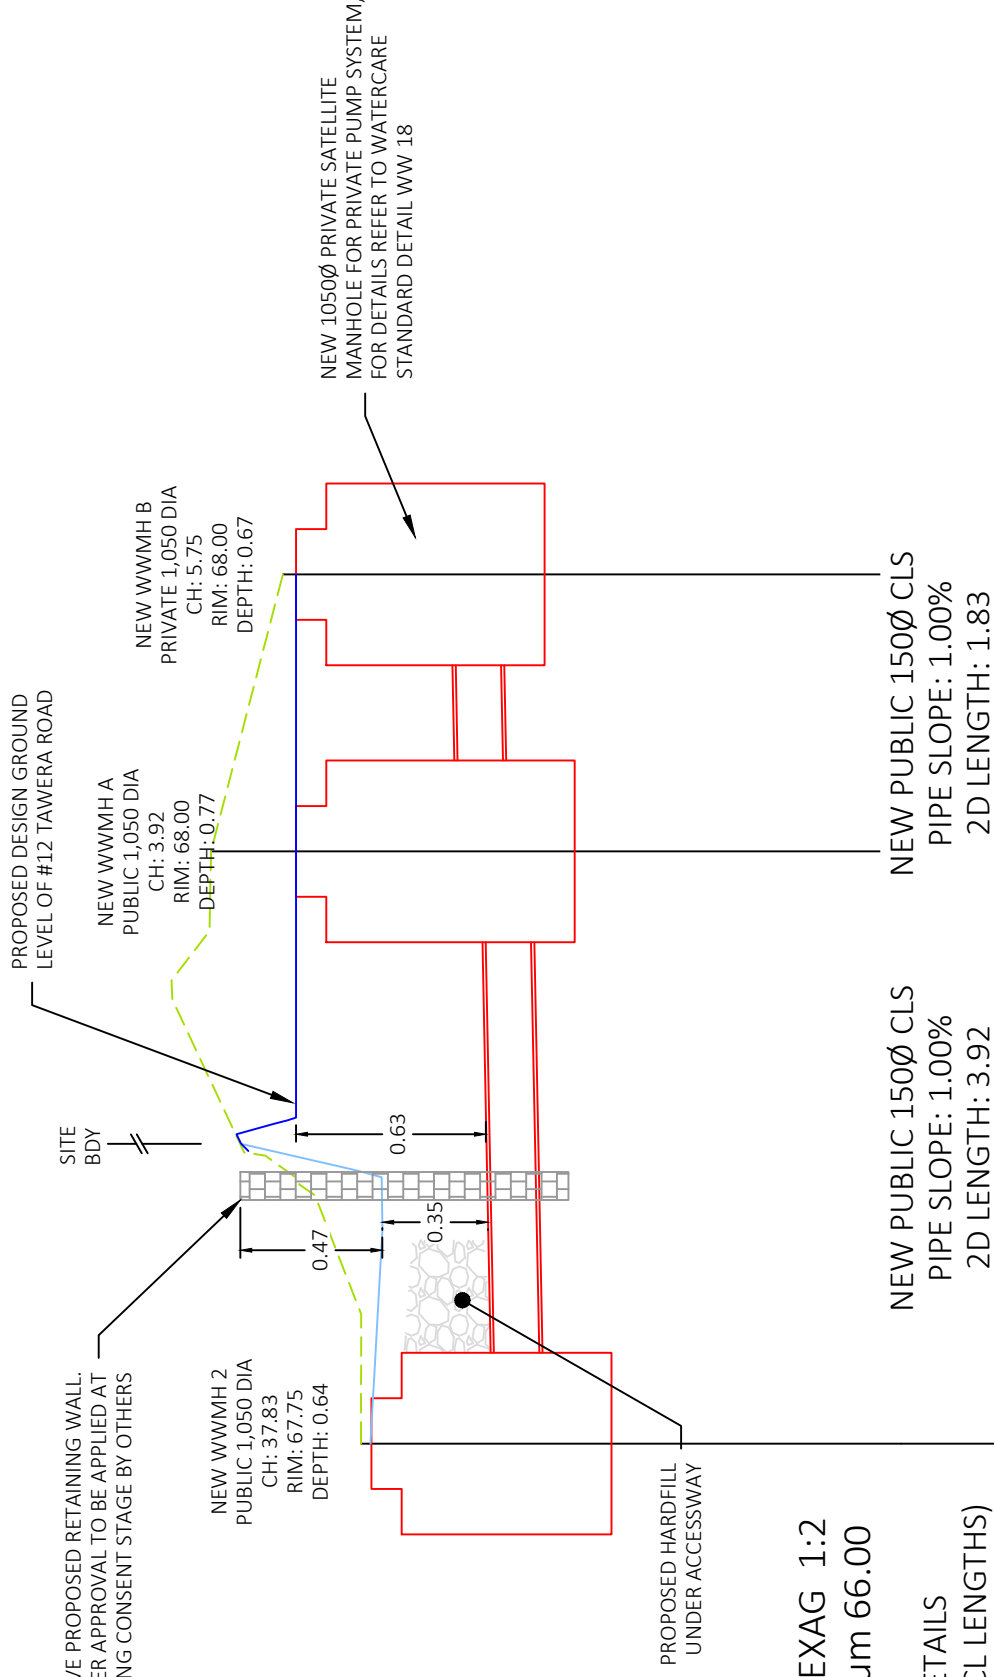 VE PROPOSED RETAINING WALL.
ER APPROVAL TO BE APPLIED AT
NG CONSENT STAGE BY OTHERS
SITE
BDY
PROPOSED DESIGN GROUND
LEVEL OF #12 TAWERA ROAD
NEW WWMH 2
PUBLIC 1,050 DIA
CH: 37.83
RIM: 67.75
DEPTH: 0.64
NEW WWMH A
PUBLIC 1,050 DIA
CH: 3.92
RIM: 68.00
DEPTH: 0.77
NEW WWMH B
PRIVATE 1,050 DIA
CH: 5.75
RIM: 68.00
DEPTH: 0.67
NEW 1050Ø PRIVATE SATELLITE
MANHOLE FOR PRIVATE PUMP SYSTEM,
FOR DETAILS REFER TO WATERCARE
STANDARD DETAIL WW 18
0.47
0.35
0.63
PROPOSED HARDFILL
UNDER ACCESSWAY
EXAG 1:2
um 66.00
ETAILS
CL LENGTHS)
NEW PUBLIC 150Ø CLS
PIPE SLOPE: 1.00%
2D LENGTH: 3.92
NEW PUBLIC 150Ø CLS
PIPE SLOPE: 1.00%
2D LENGTH: 1.83